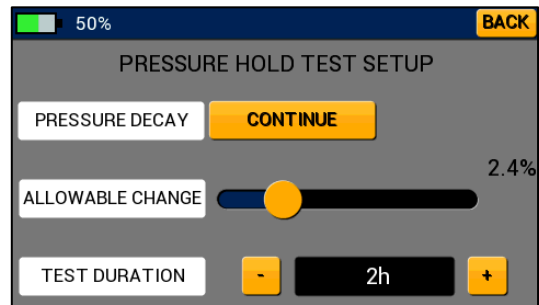 50% BACK
PRESSURE HOLD TEST SETUP
PRESSURE DECAY CONTINUE
2.4%
ALLOWABLE CHANGE
TEST DURATION - 2h +